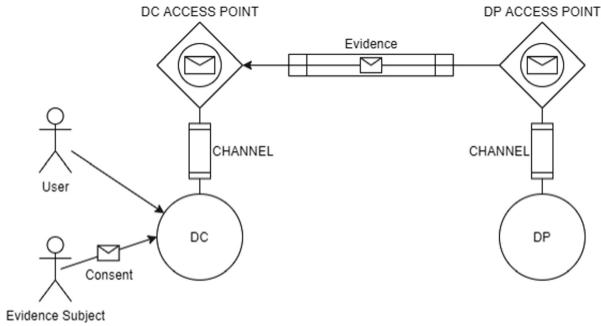 DC ACCESS POINT
DP ACCESS POINT
Evidence
CHANNEL
CHANNEL
User
DC
DP
Consent
Evidence Subject